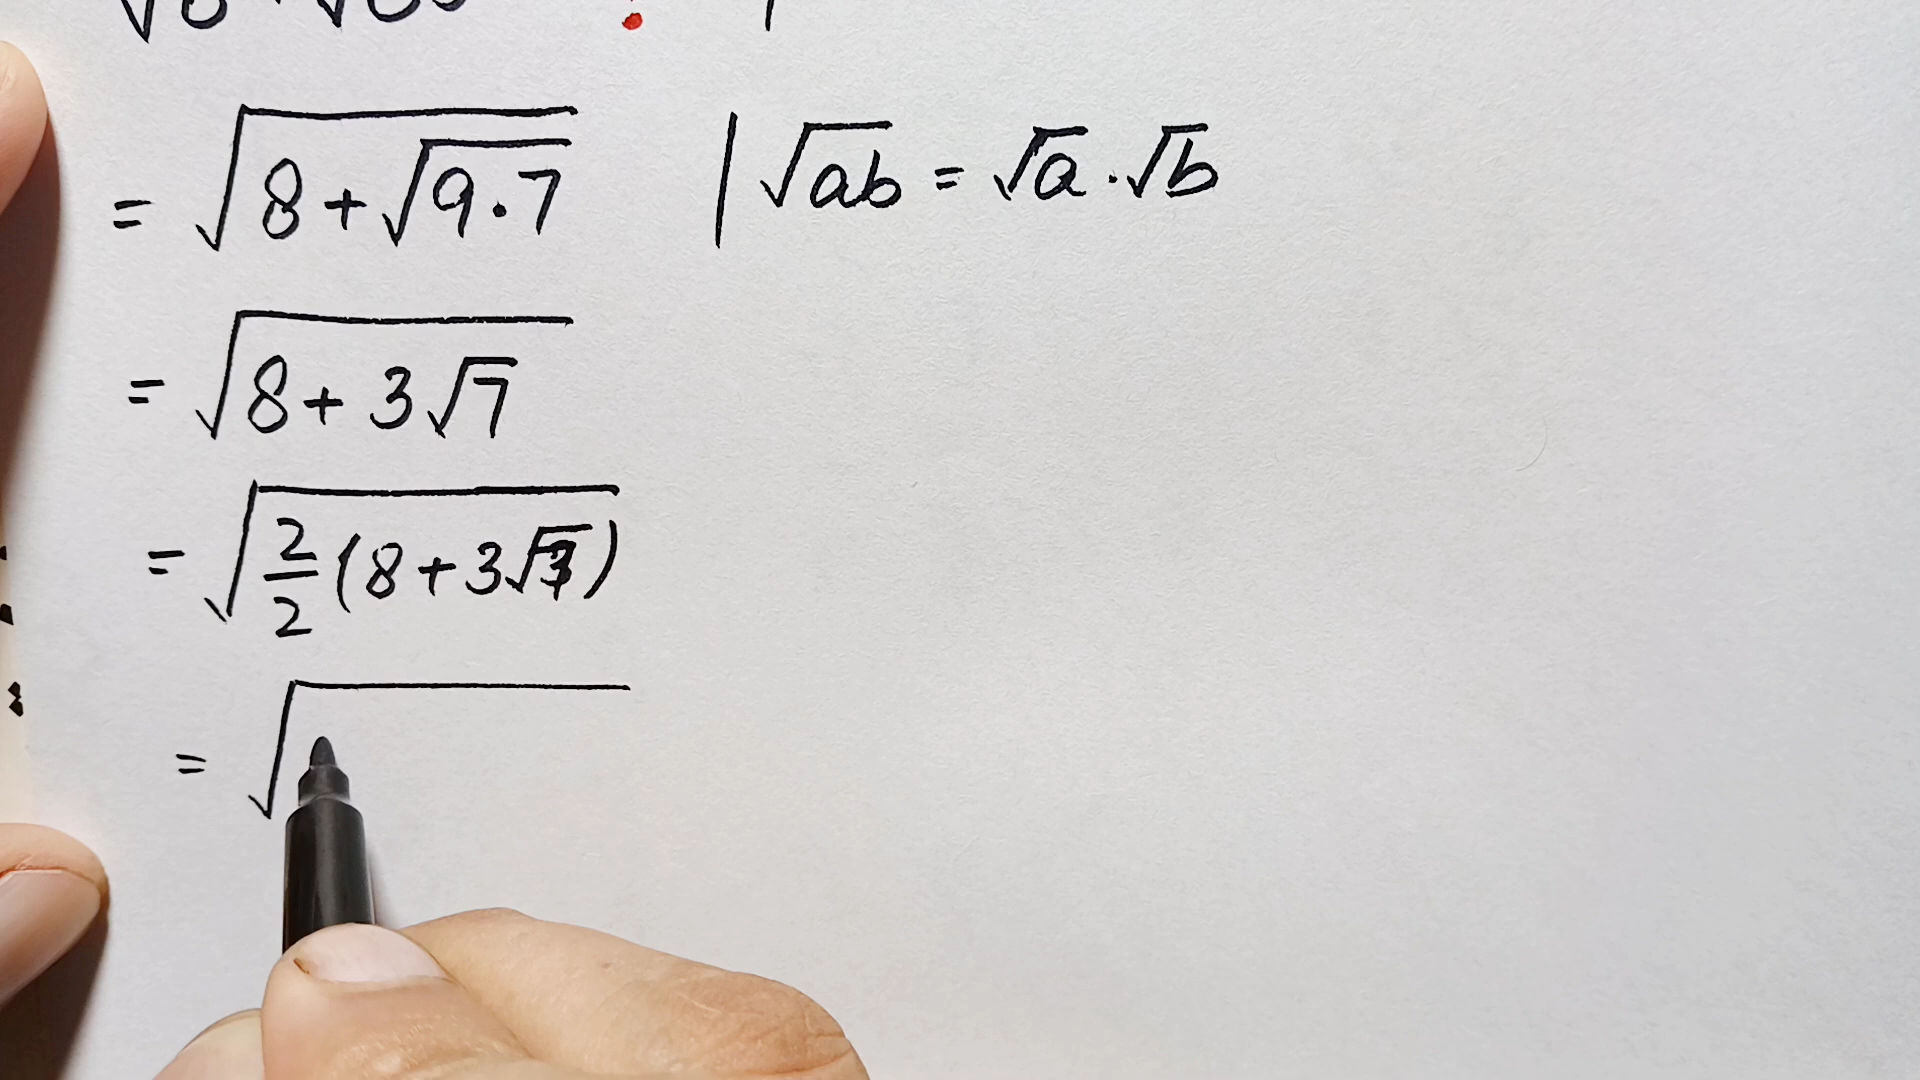 = √(8 + √(9·7)) | √ab = √a · √b
= √(8 + 3√7)
= √(2/2 (8 + 3√7))
= √